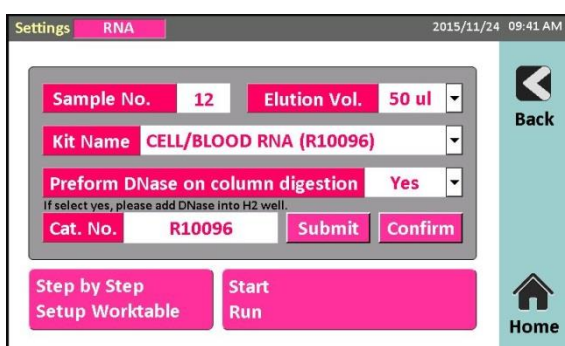 Settings RNA 2015/11/24 09:41 AM
Sample No. 12 Elution Vol. 50 ul
Back
Kit Name CELL/BLOOD RNA (R10096)
Preform DNase on column digestion Yes
If select yes, please add DNase into H2 well.
Cat. No. R10096 Submit Confirm
Step by Step
Setup Worktable
Start
Run
Home